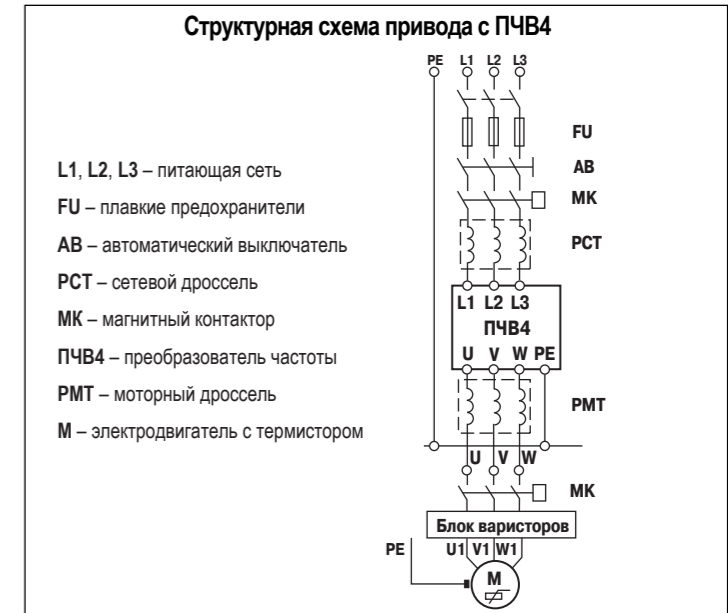 Структурная схема привода с ПЧВ4
L1, L2, L3 – питающая сеть
FU – плавкие предохранители
АВ – автоматический выключатель
РСТ – сетевой дроссель
МК – магнитный контактор
ПЧВ4 – преобразователь частоты
РМТ – моторный дроссель
М – электродвигатель с термистором
PE L1 L2 L3
FU
АВ
МК
РСТ
L1 L2 L3
ПЧВ4
U V W PE
РМТ
U V W
МК
Блок варисторов
PE U1 V1 W1
М